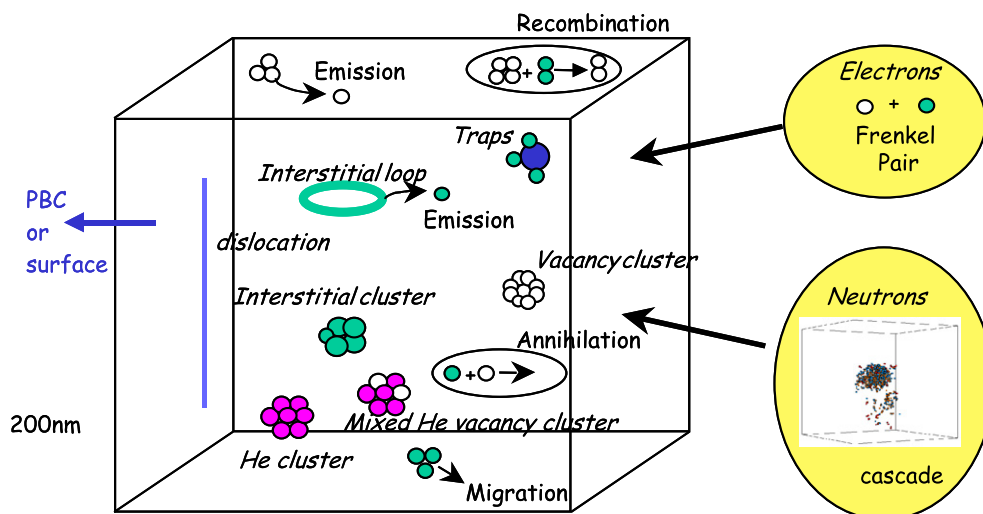 Recombination
Emission
+
Electrons
+
Frenkel
Pair
Traps
Interstitial loop
Emission
PBC
or
surface
dislocation
Vacancy cluster
Interstitial cluster
Neutrons
Annihilation
+
200nm
Mixed He vacancy cluster
He cluster
Migration
cascade